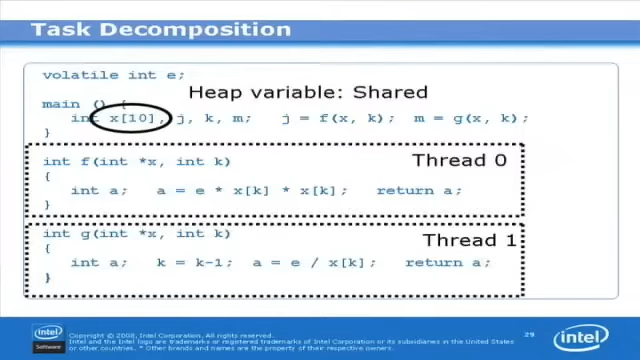 Task Decomposition
volatile int e;
Heap variable: Shared
main () {
int x[10], j, k, m; j = f(x, k); m = g(x, k);
}
int f(int *x, int k)
Thread 0
{
int a; a = e * x[k] * x[k]; return a;
}
int g(int *x, int k)
Thread 1
{
int a; k = k-1; a = e / x[k]; return a;
}
intel
Software
Copyright © 2008, Intel Corporation. All rights reserved.
Intel and the Intel logo are trademarks or registered trademarks of Intel Corporation or its subsidiaries in the United States
or other countries. * Other brands and names are the property of their respective owners.
29
intel